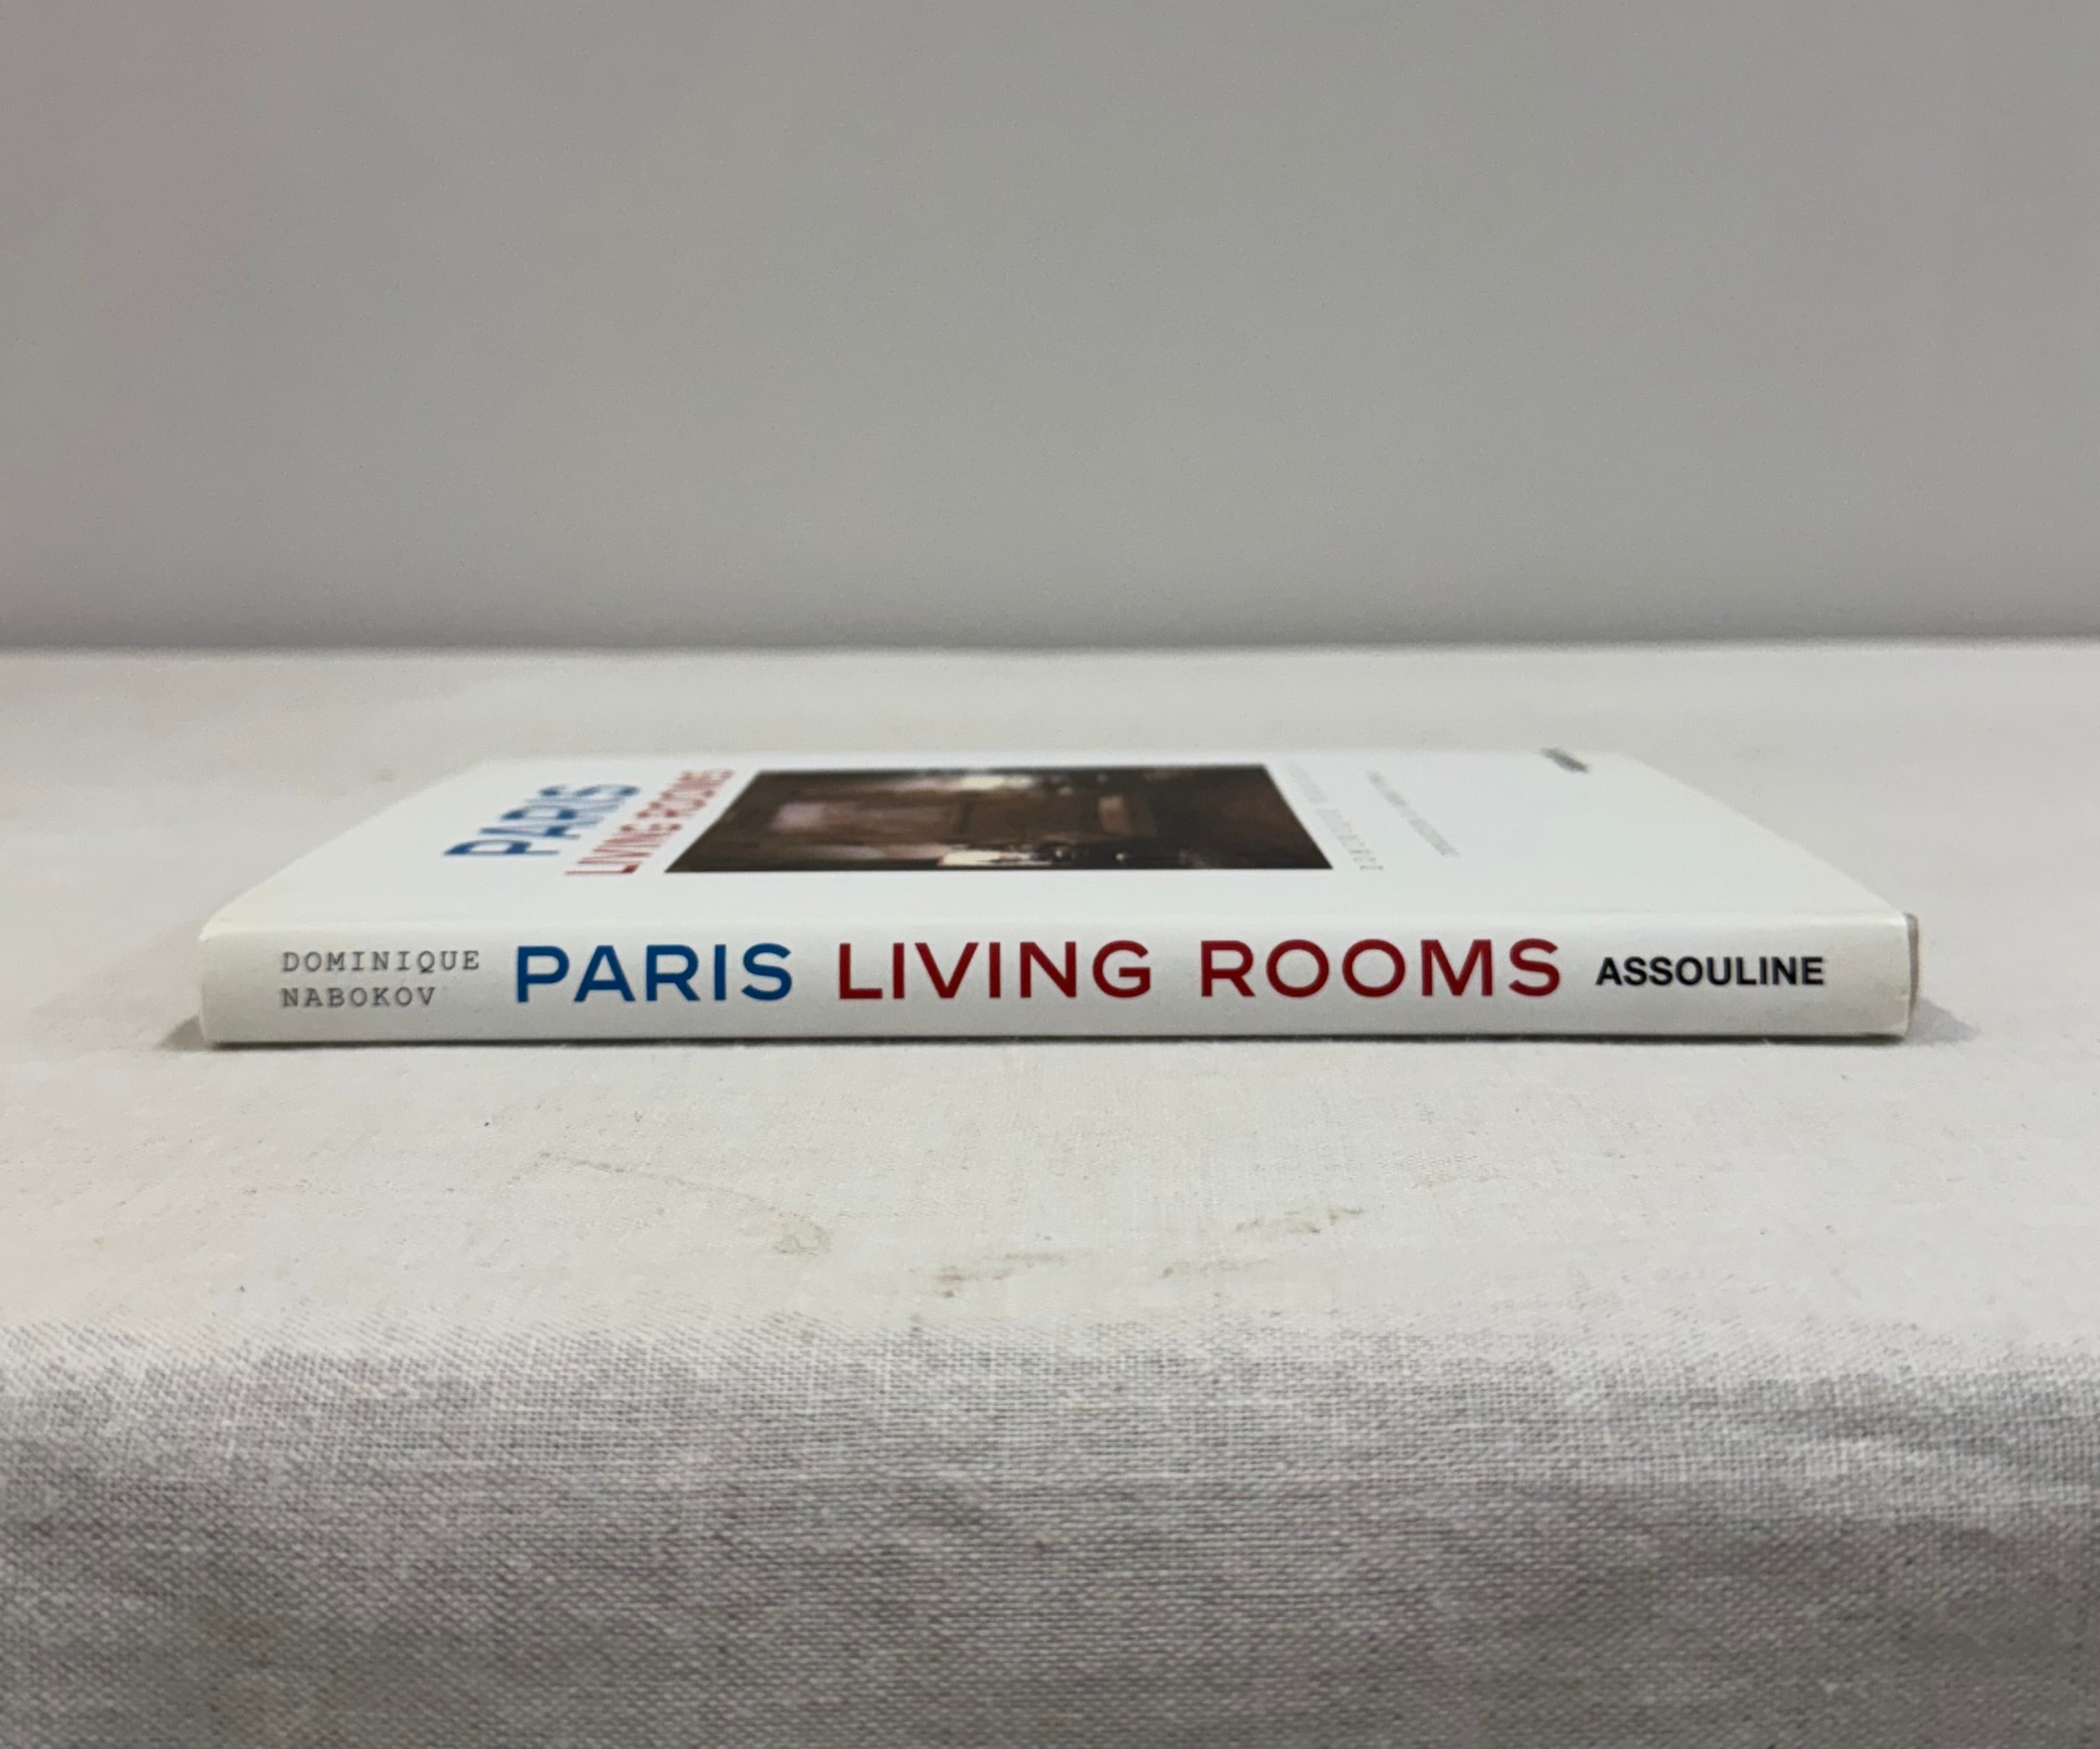 PARIS
LIVING ROOMS
DOMINIQUE
NABOKOV
PARIS LIVING ROOMS
ASSOULINE